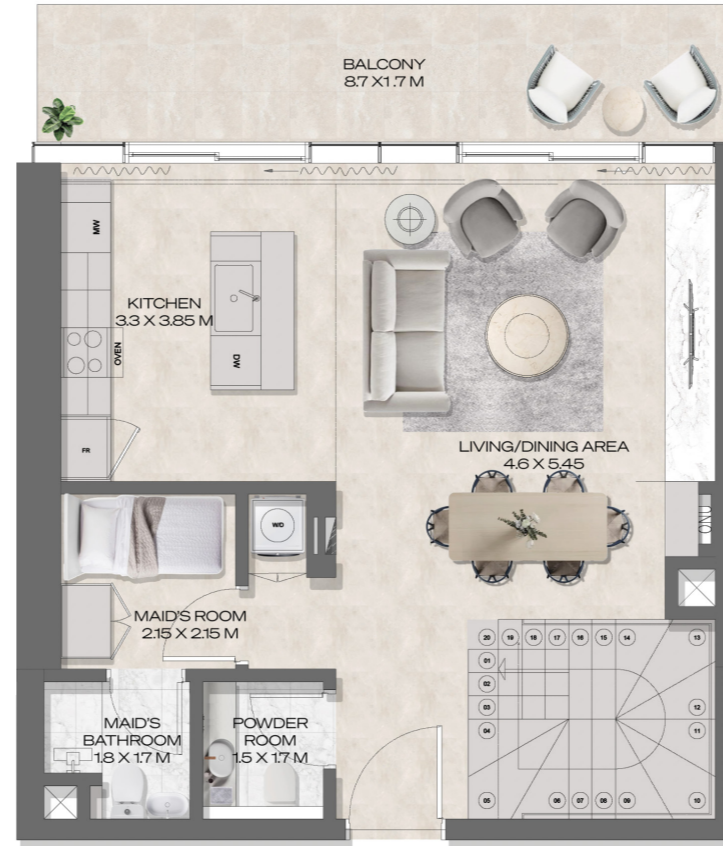 BALCONY
8.7 X1.7 M
MW
KITCHEN
3.3 X 3.85 M
OVEN
DW
FR
LIVING/DINING AREA
4.6 X 5.45
ONU
W/D
MAID'S ROOM
2.15 X 2.15 M
MAID'S
BATHROOM
1.8 X 1.7 M
POWDER
ROOM
1.5 X 1.7 M
20 19 18 17 16 15 14 13
01
02
03 12
04 11
05 06 07 08 09 10